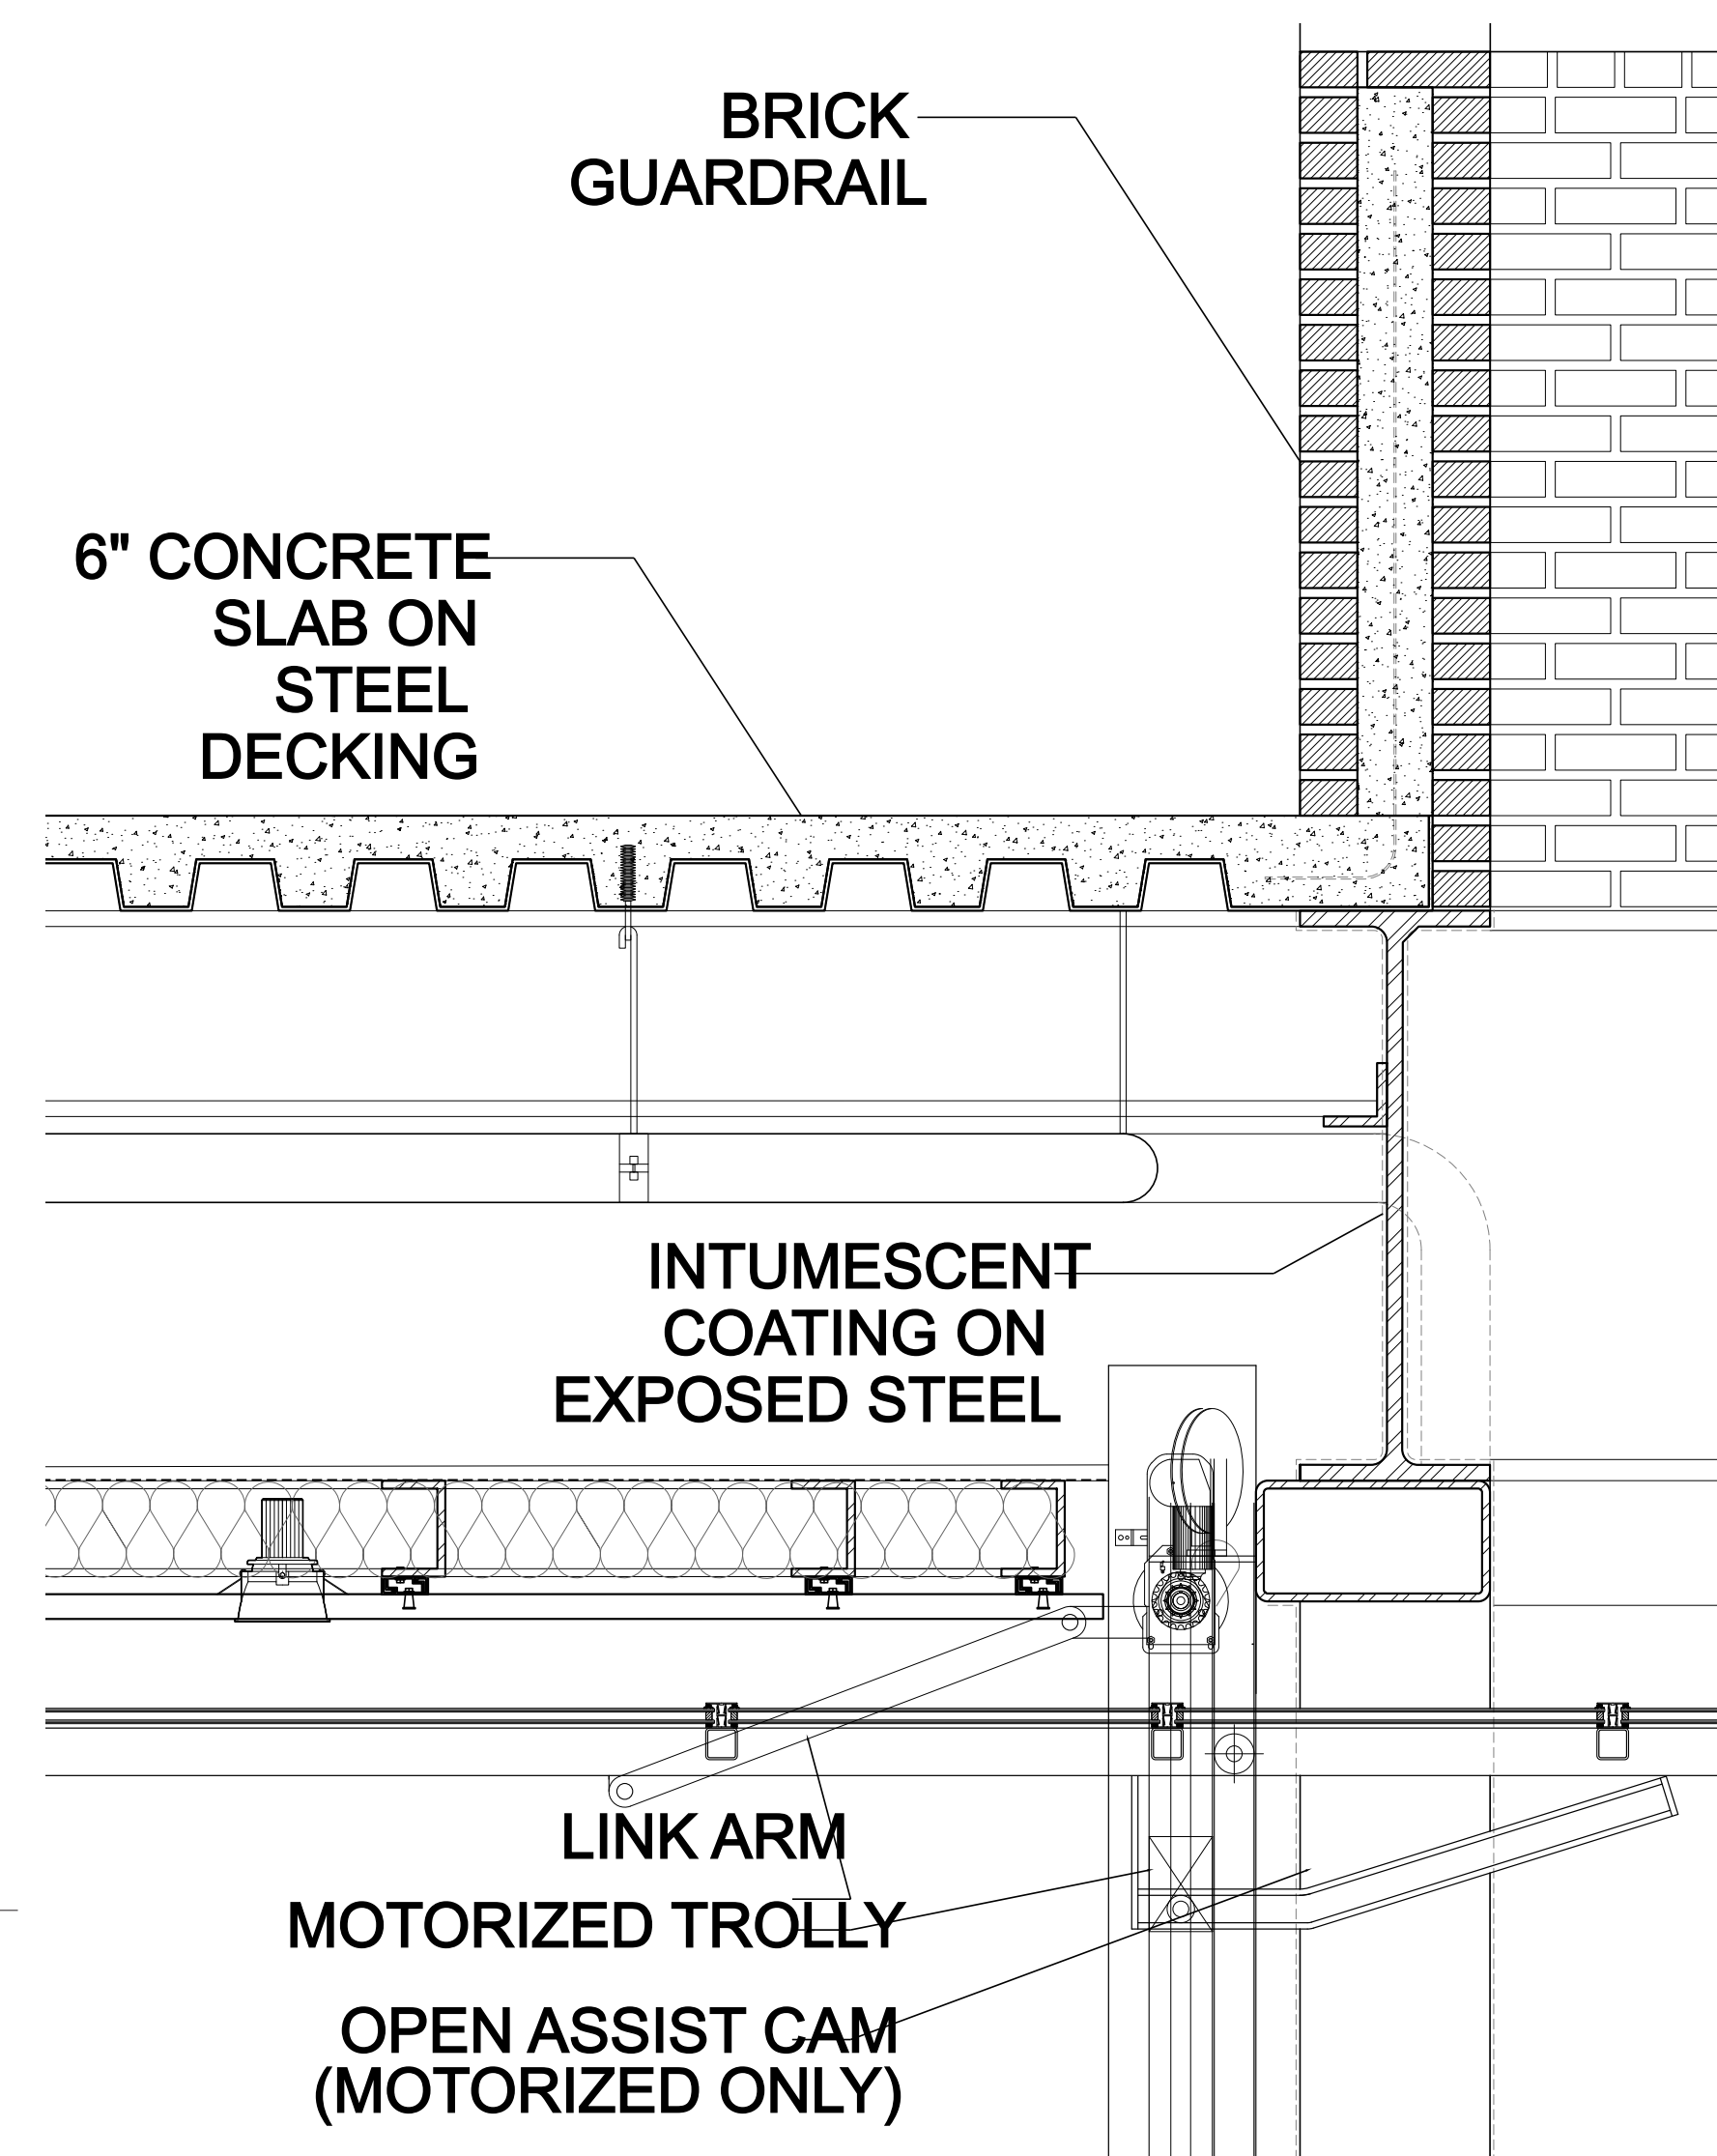 BRICK
GUARDRAIL
6" CONCRETE
SLAB ON
STEEL
DECKING
INTUMESCENT
COATING ON
EXPOSED STEEL
LINK ARM
MOTORIZED TROLLY
OPEN ASSIST CAM
(MOTORIZED ONLY)